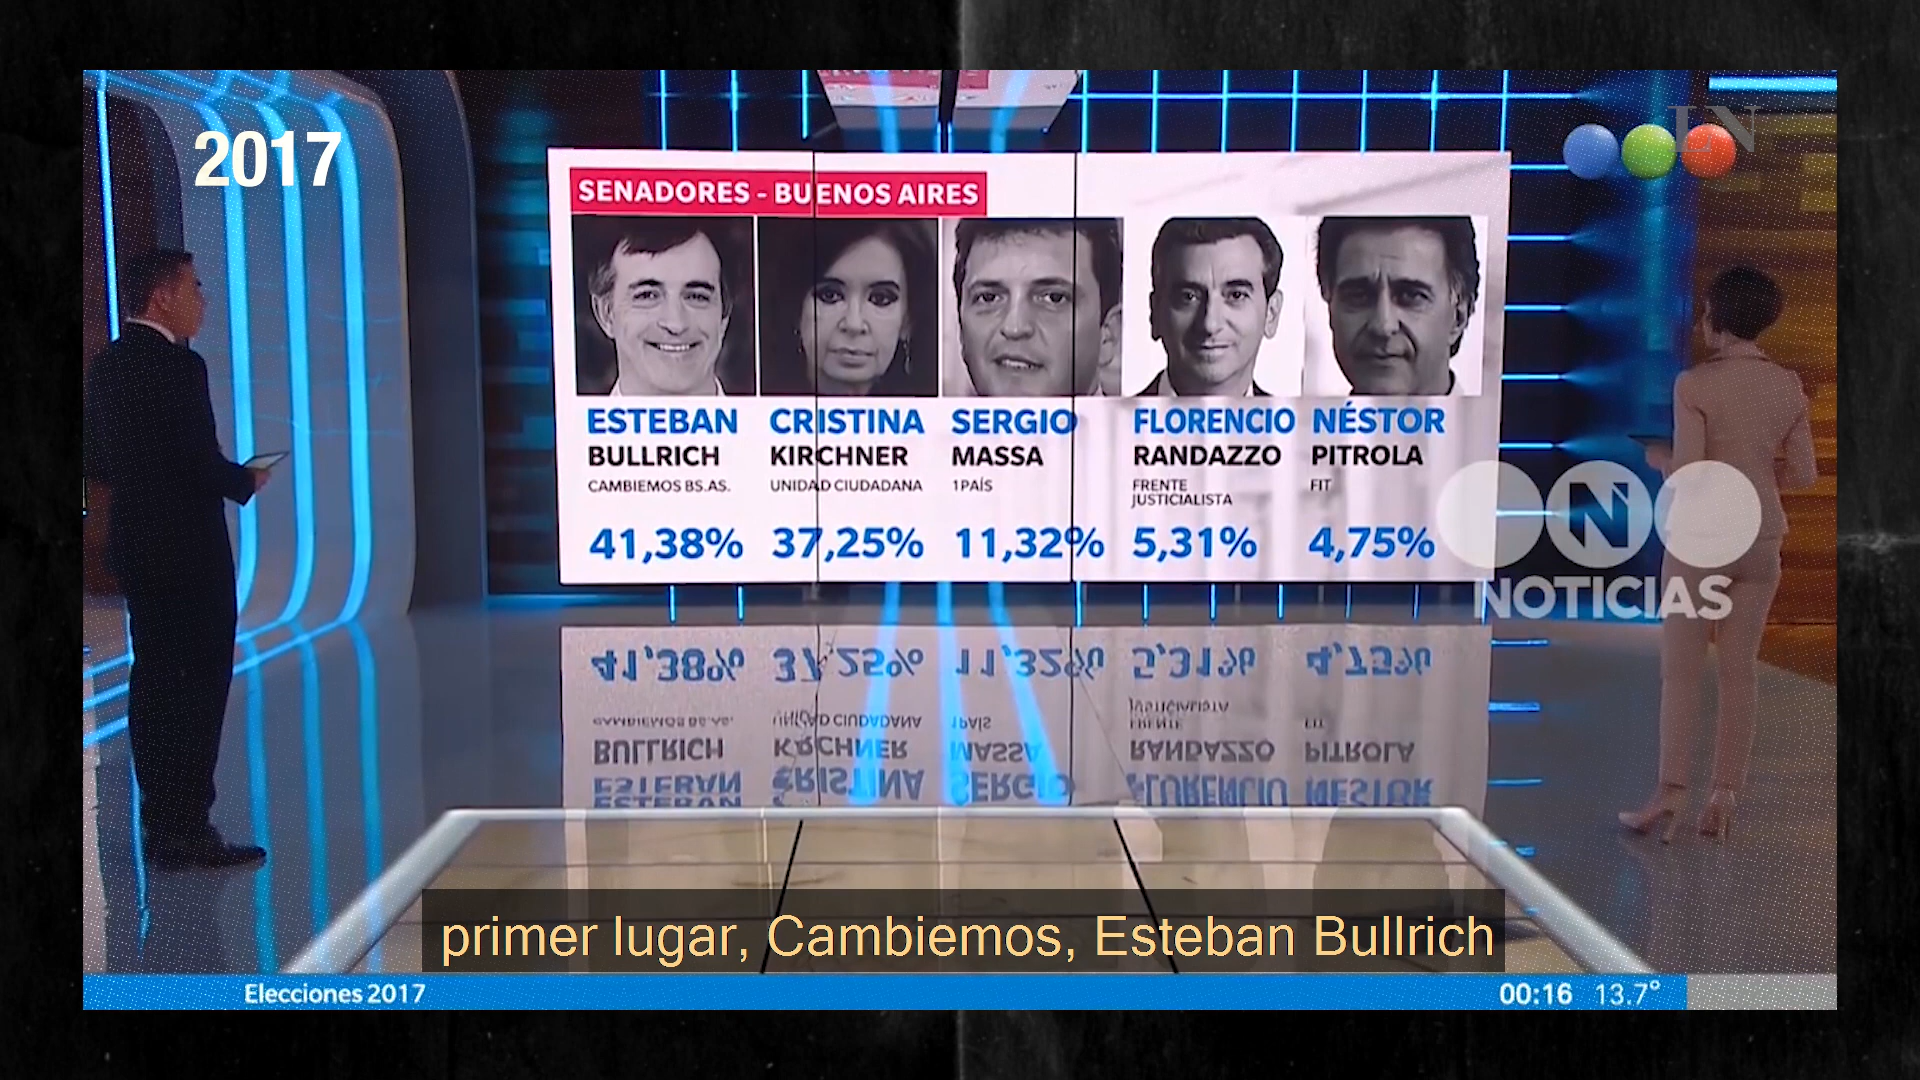 2017
LN
SENADORES - BUENOS AIRES
ESTEBAN
BULLRICH
CAMBIEMOS BS.AS.
41,38%
CRISTINA
KIRCHNER
UNIDAD CIUDADANA
37,25%
SERGIO
MASSA
1PAÍS
11,32%
FLORENCIO
RANDAZZO
FRENTE
JUSTICIALISTA
5,31%
NÉSTOR
PITROLA
FIT
4,75%
N
NOTICIAS
primer lugar, Cambiemos, Esteban Bullrich
Elecciones 2017
00:16 13.7°